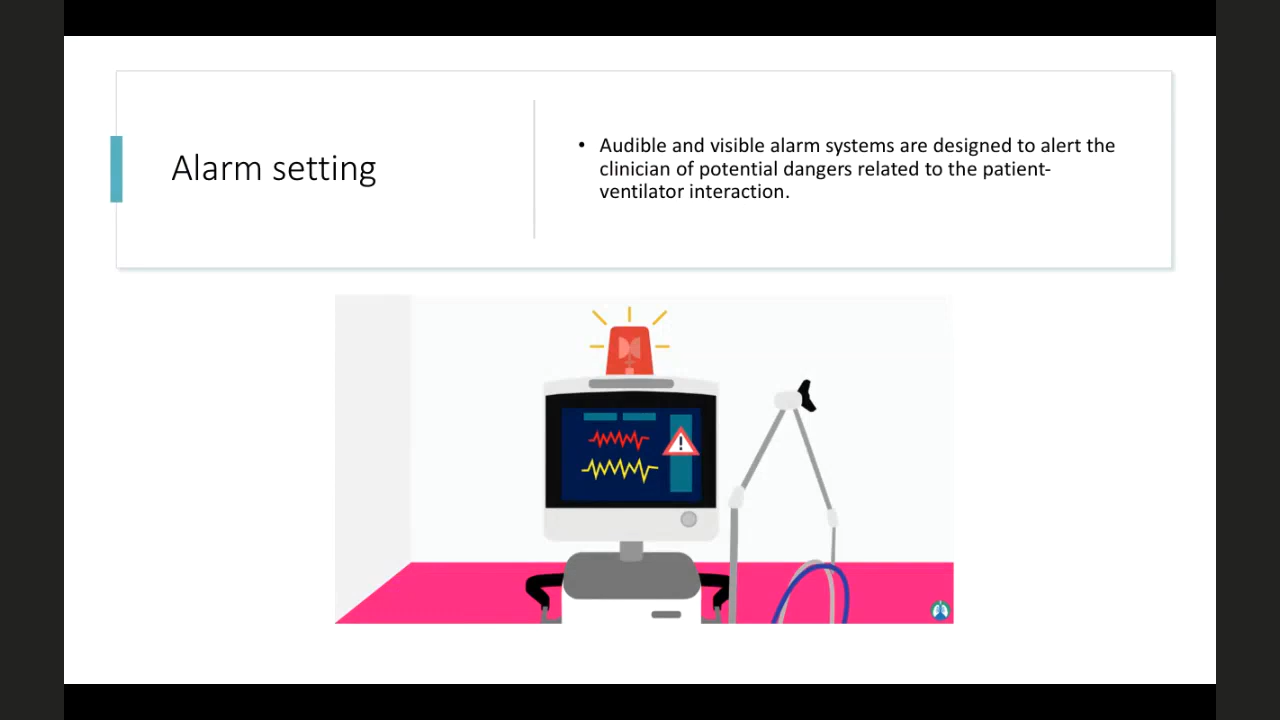 Alarm setting
• Audible and visible alarm systems are designed to alert the
clinician of potential dangers related to the patient-
ventilator interaction.
!